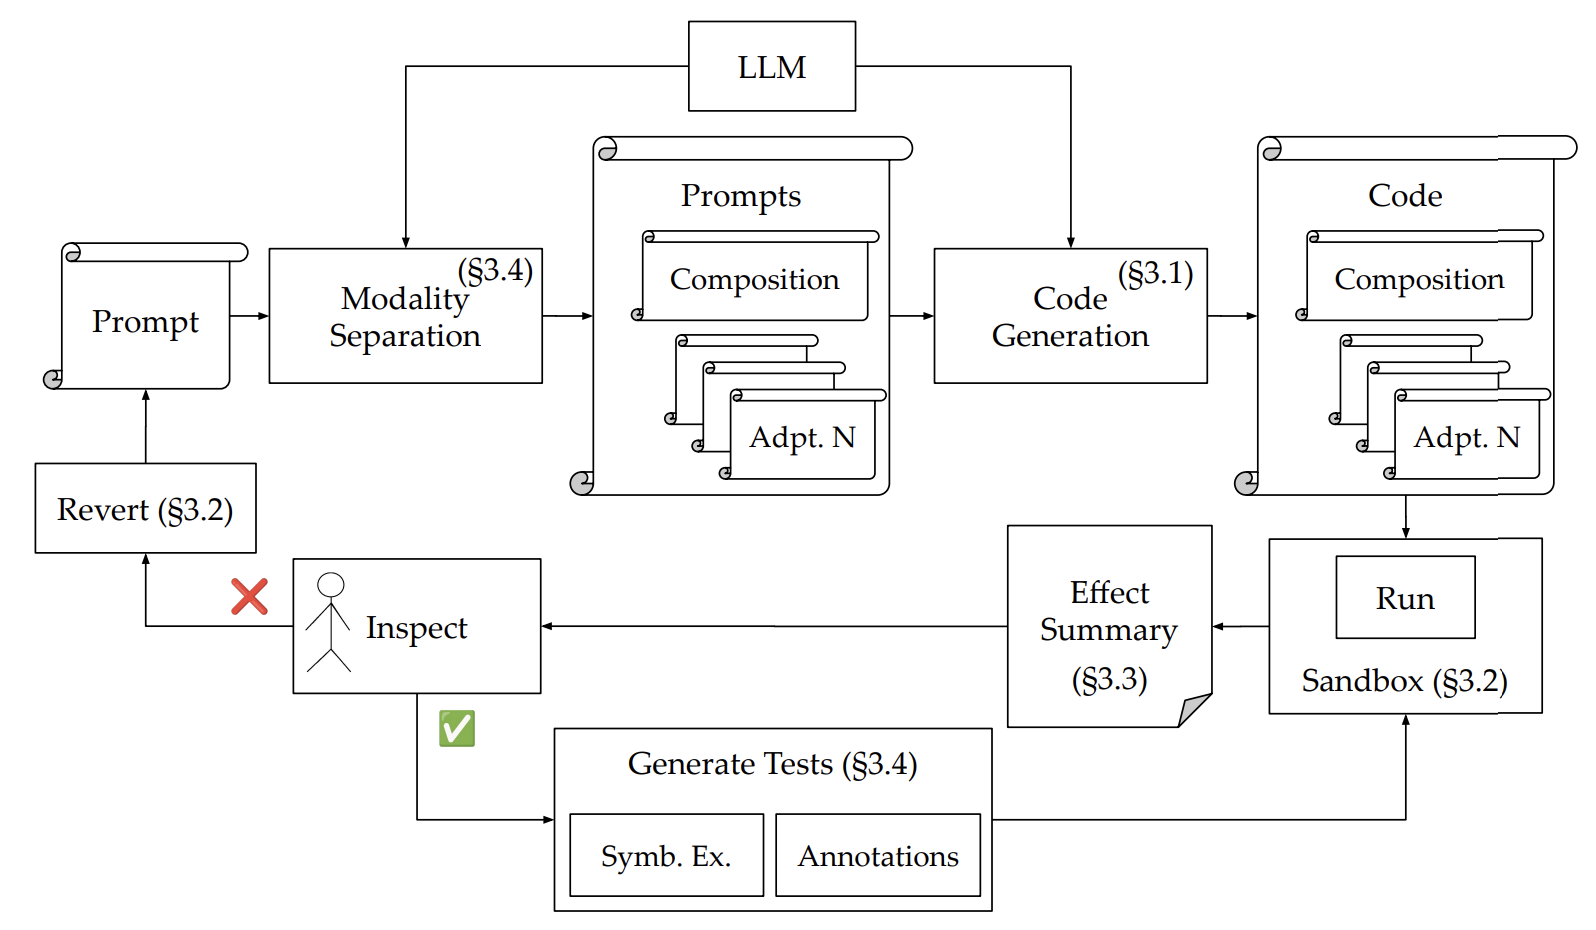 LLM
Prompt
(§3.4)
Modality
Separation
Prompts
Composition
Adpt. N
(§3.1)
Code
Generation
Code
Composition
Adpt. N
Revert (§3.2)
Inspect
Effect
Summary
(§3.3)
Run
Sandbox (§3.2)
Generate Tests (§3.4)
Symb. Ex.
Annotations